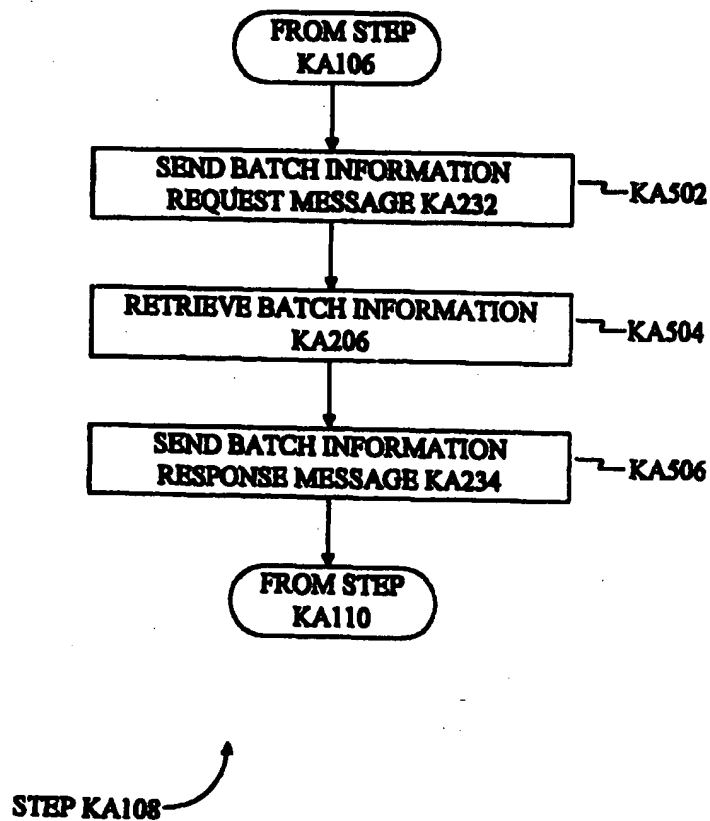 FROM STEP
KA106
SEND BATCH INFORMATION
REQUEST MESSAGE KA232
KA502
RETRIEVE BATCH INFORMATION
KA206
KA504
SEND BATCH INFORMATION
RESPONSE MESSAGE KA234
KA506
FROM STEP
KA110
STEP KA108